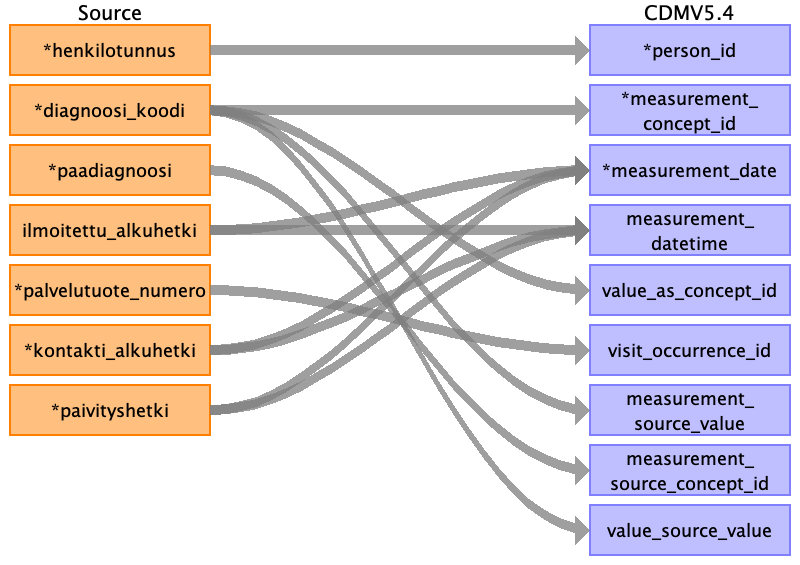 Source
CDMV5.4
*henkilotunnus
*person_id
*diagnoosi_koodi
*measurement_
concept_id
*paadiagnoosi
*measurement_date
ilmoitettu_alkuhetki
measurement_
datetime
*palvelutuote_numero
value_as_concept_id
*kontakti_alkuhetki
visit_occurrence_id
*paivityshetki
measurement_
source_value
measurement_
source_concept_id
value_source_value